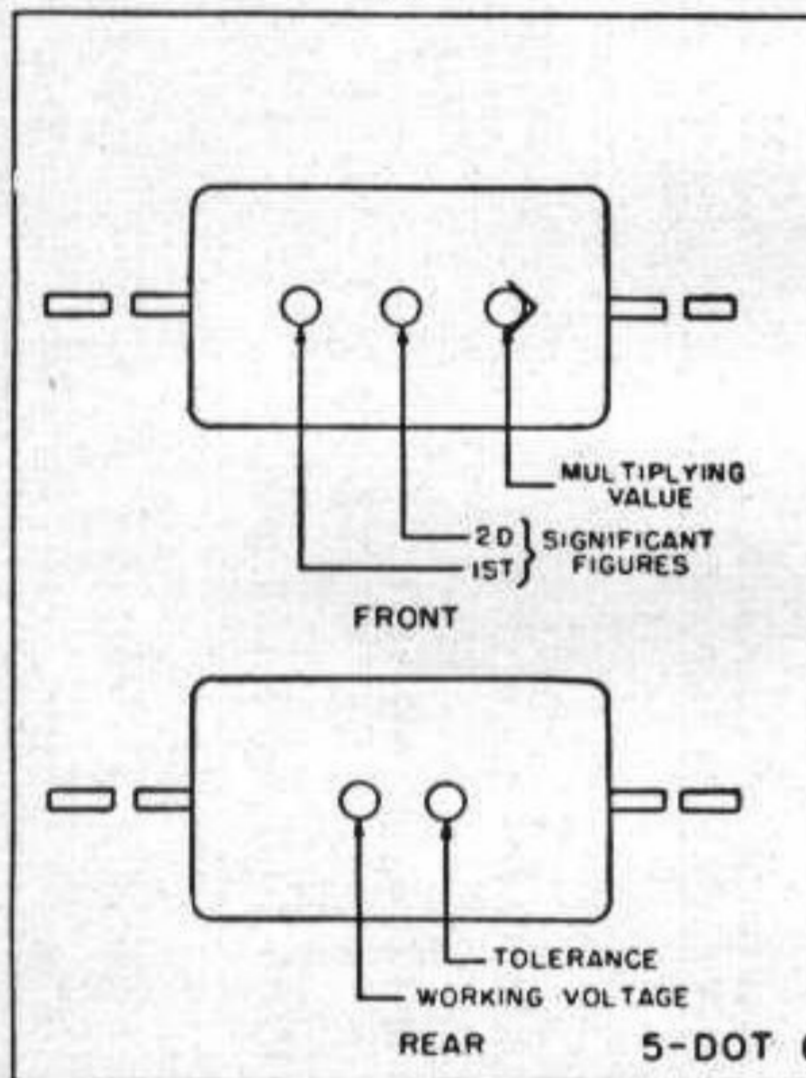 MULTIPLYING
VALUE
2D } SIGNIFICANT
1ST } FIGURES
FRONT
TOLERANCE
WORKING VOLTAGE
REAR
5-DOT (